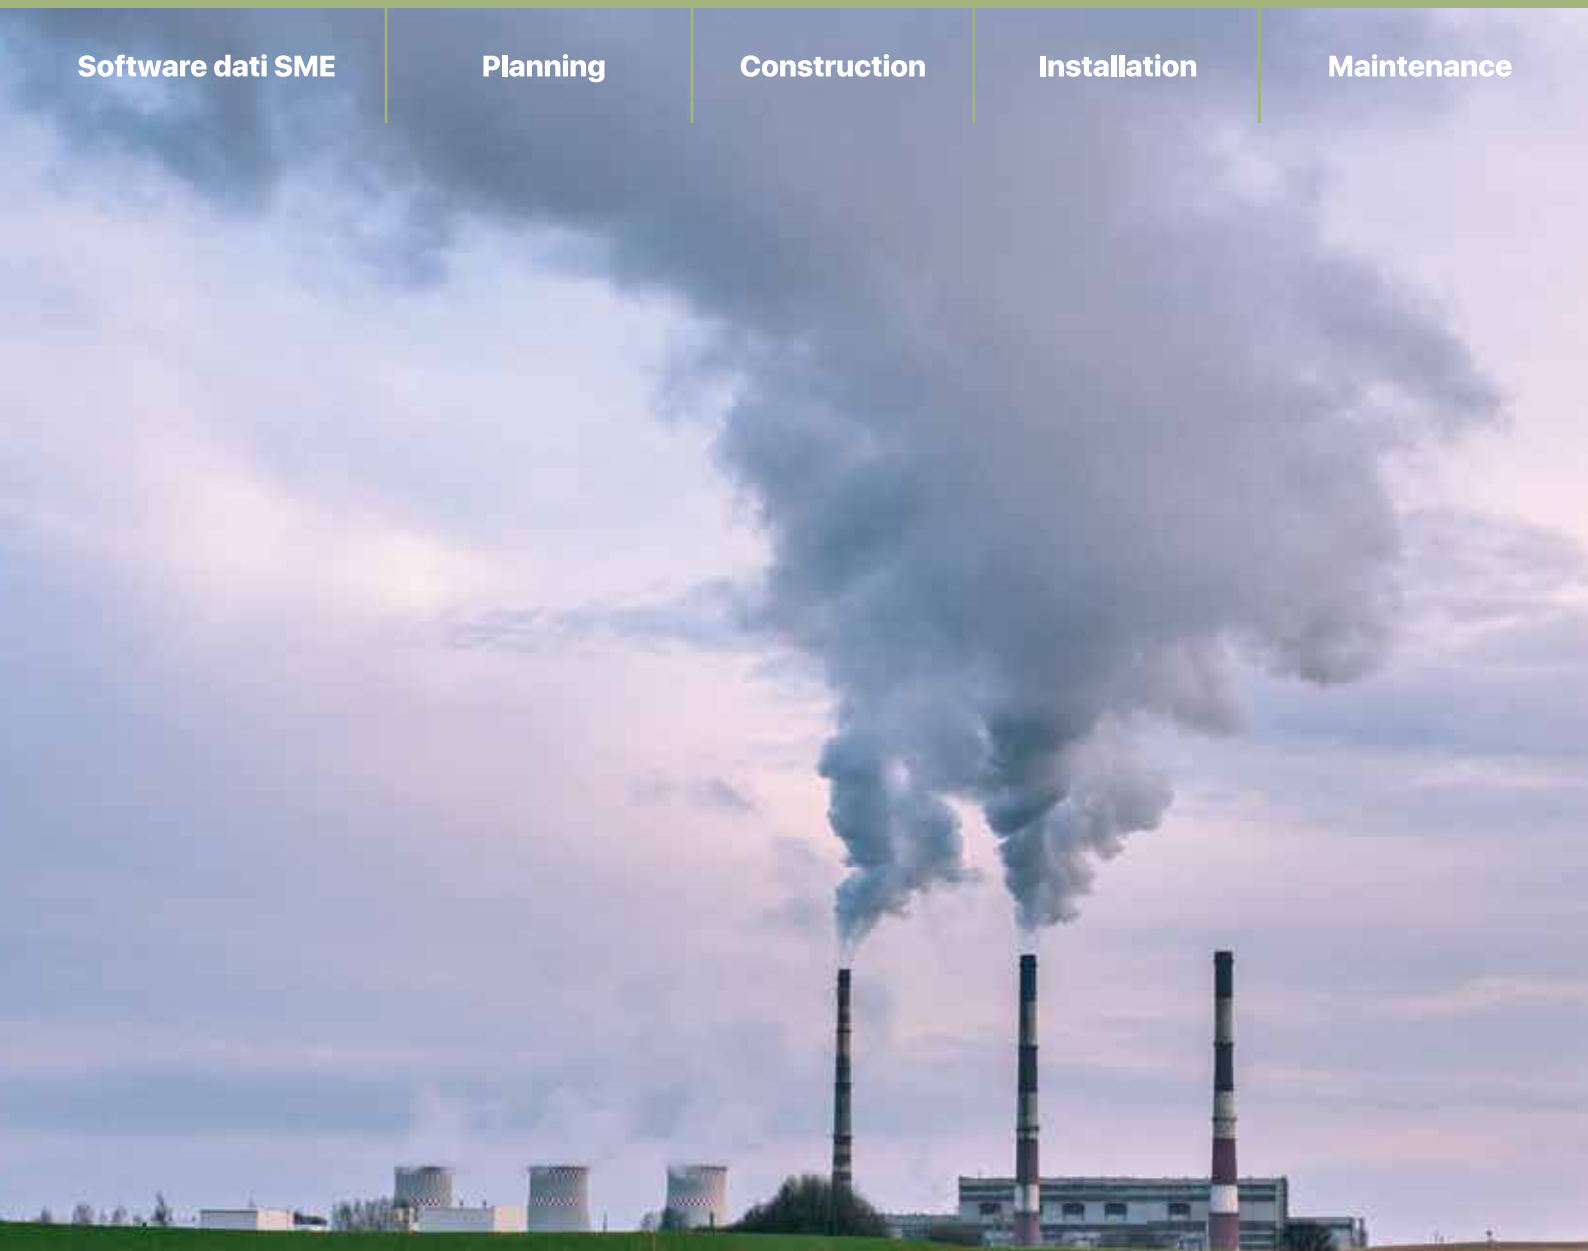 Software dati SME
Planning
Construction
Installation
Maintenance